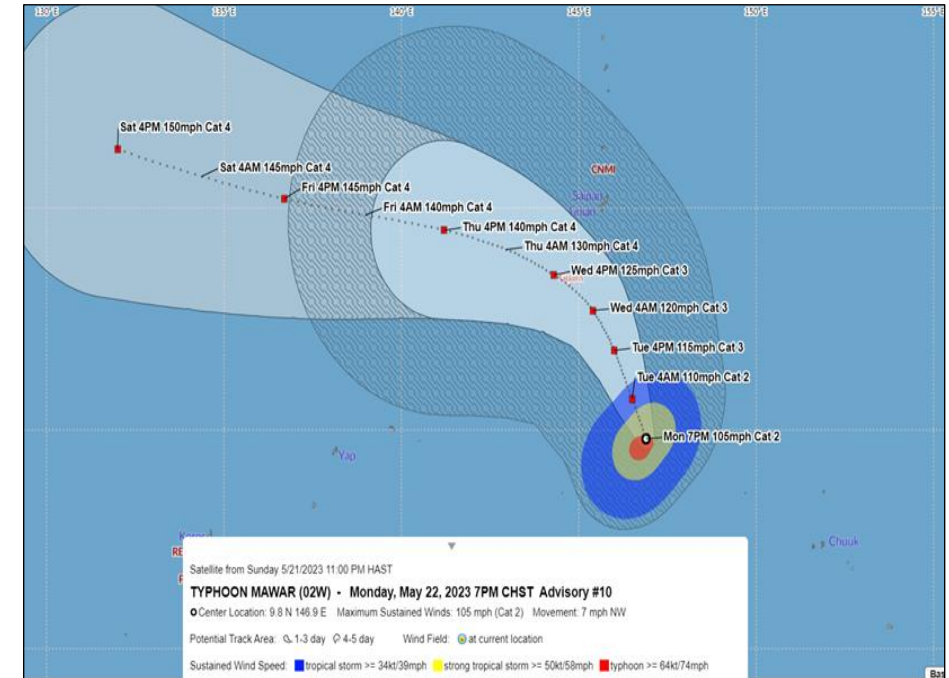 130°E 135°E 140°E 145°E 150°E 155°E
Sat 4PM 150mph Cat 4
Sat 4AM 145mph Cat 4
CNMI
Fri 4PM 145mph Cat 4
Saipan
Fri 4AM 140mph Cat 4
Thu 4PM 140mph Cat 4
Thu 4AM 130mph Cat 4
Wed 4PM 125mph Cat 3
Wed 4AM 120mph Cat 3
Tue 4PM 115mph Cat 3
Tue 4AM 110mph Cat 2
Mon 7PM 105mph Cat 2
Yap
Chuuk
RE
Satellite from Sunday 5/21/2023 11:00 PM HAST
TYPHOON MAWAR (02W) - Monday, May 22, 2023 7PM CHST Advisory #10
Center Location: 9.8 N 146.9 E Maximum Sustained Winds: 105 mph (Cat 2) Movement: 7 mph NW
Potential Track Area: 1-3 day 4-5 day Wind Field: at current location
Sustained Wind Speed: tropical storm >= 34kt/39mph strong tropical storm >= 50kt/58mph typhoon >= 64kt/74mph
Bas